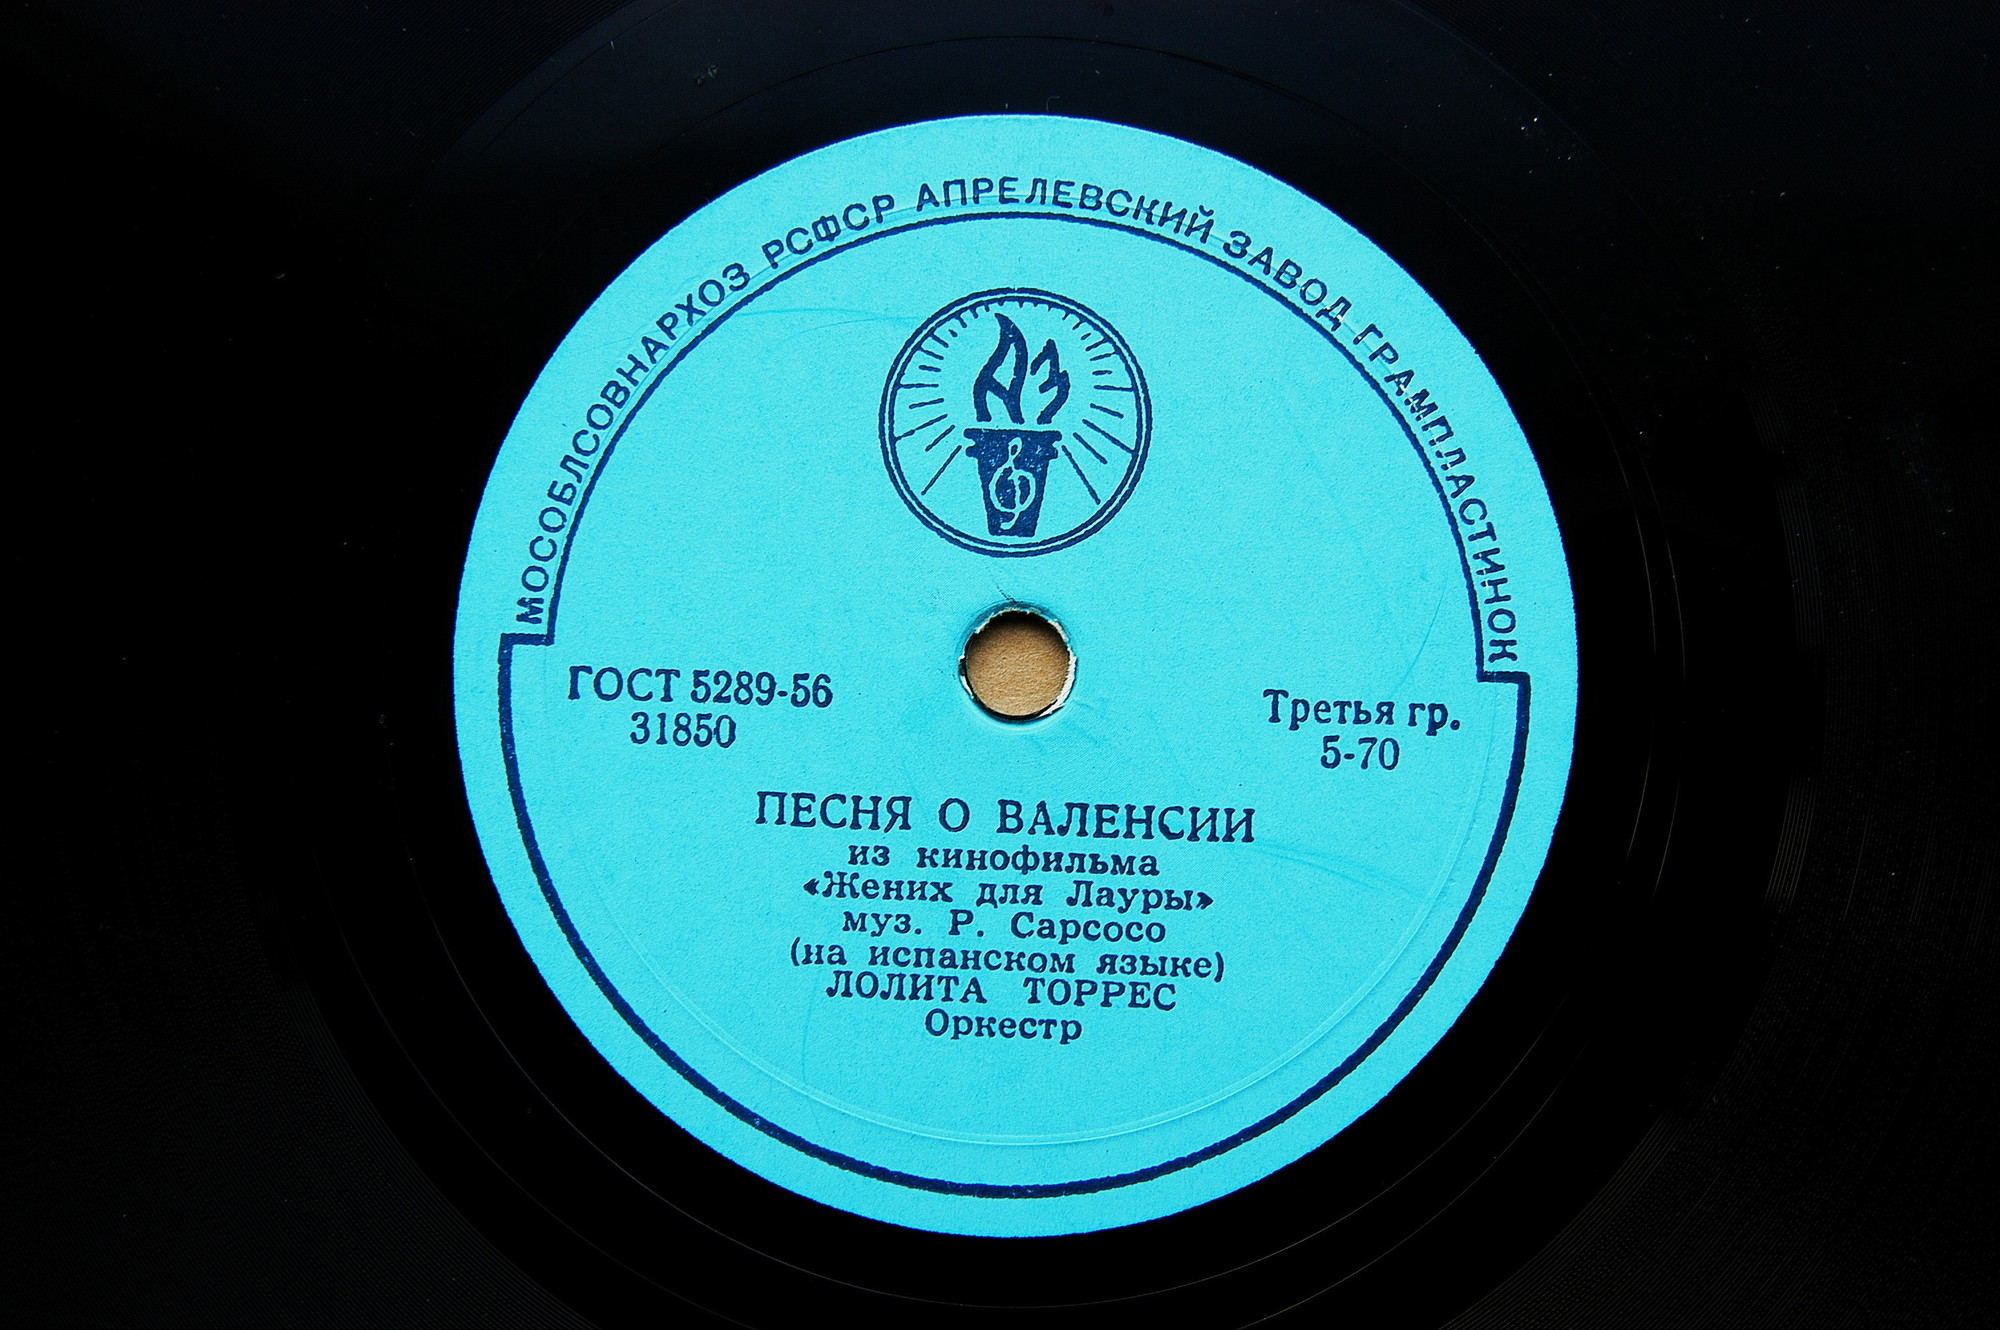 МОСОБЛСОВНАРХОЗ РСФСР АПРЕЛЕВСКИЙ ЗАВОД ГРАМПЛАСТИНОК
АЗ
ГОСТ 5289-56
31850
Третья гр.
5-70
ПЕСНЯ О ВАЛЕНСИИ
из кинофильма
«Жених для Лауры»
муз. Р. Сарсосо
(на испанском языке)
ЛОЛИТА ТОРРЕС
Оркестр